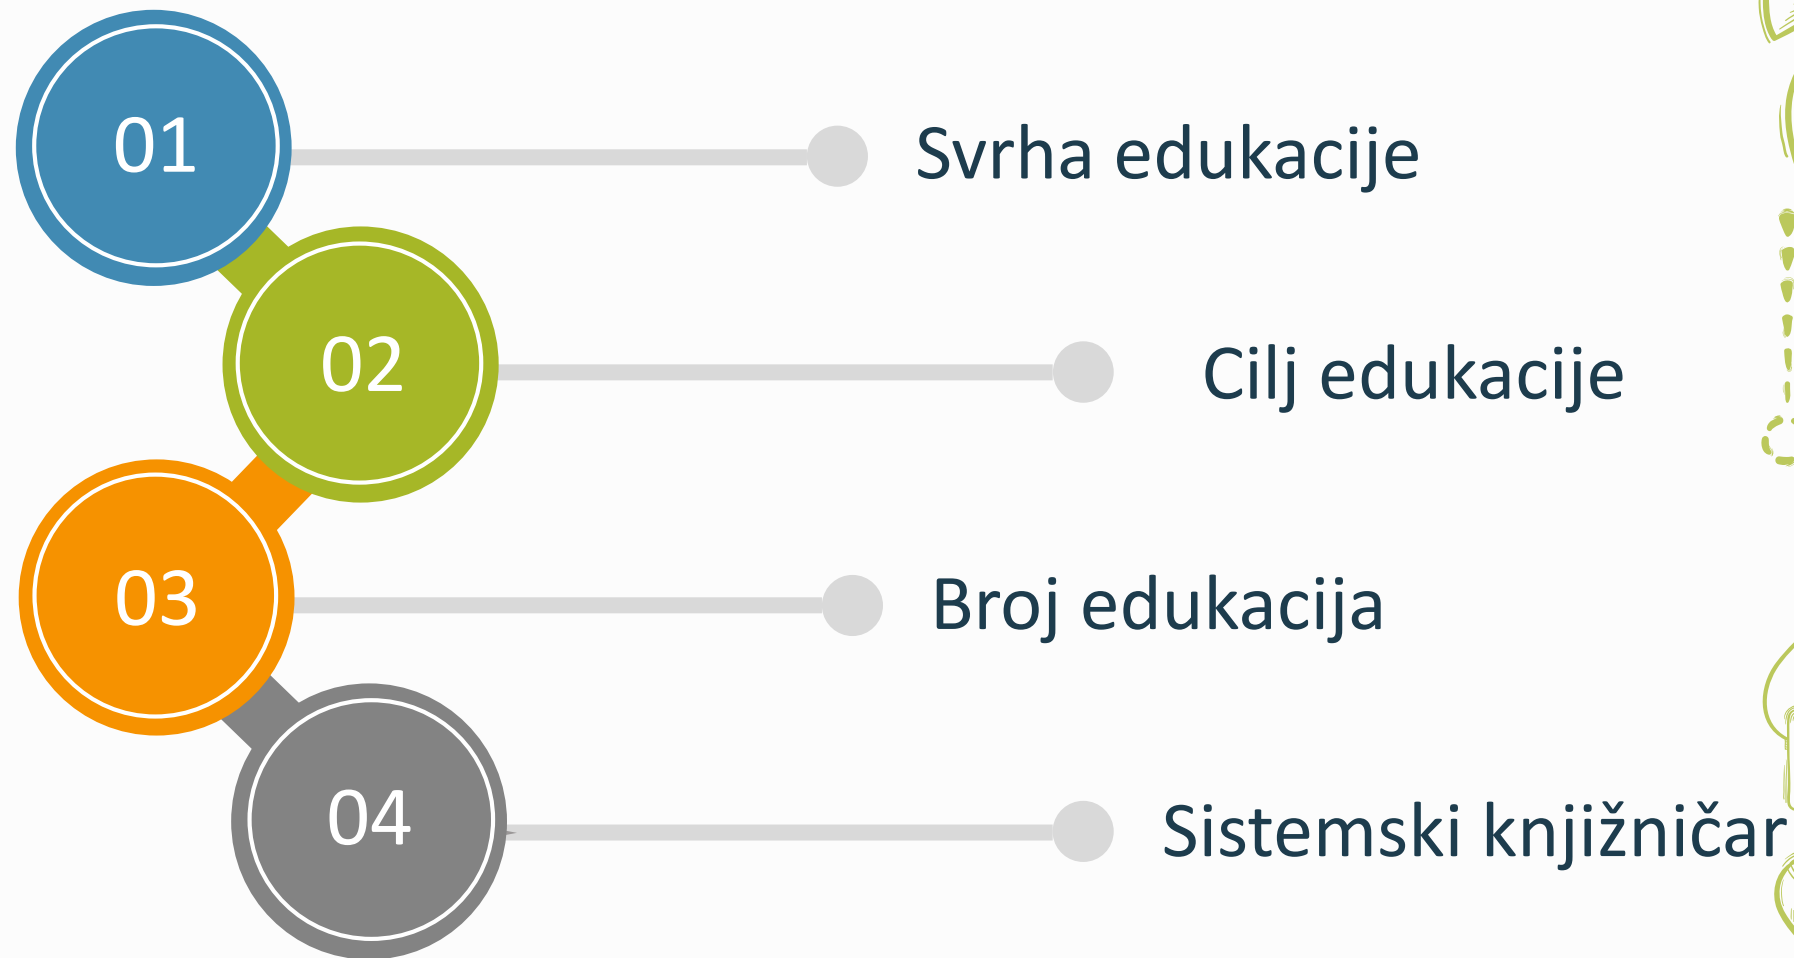 01
Svrha edukacije
02
Cilj edukacije
03
Broj edukacija
04
Sistemski knjižničar